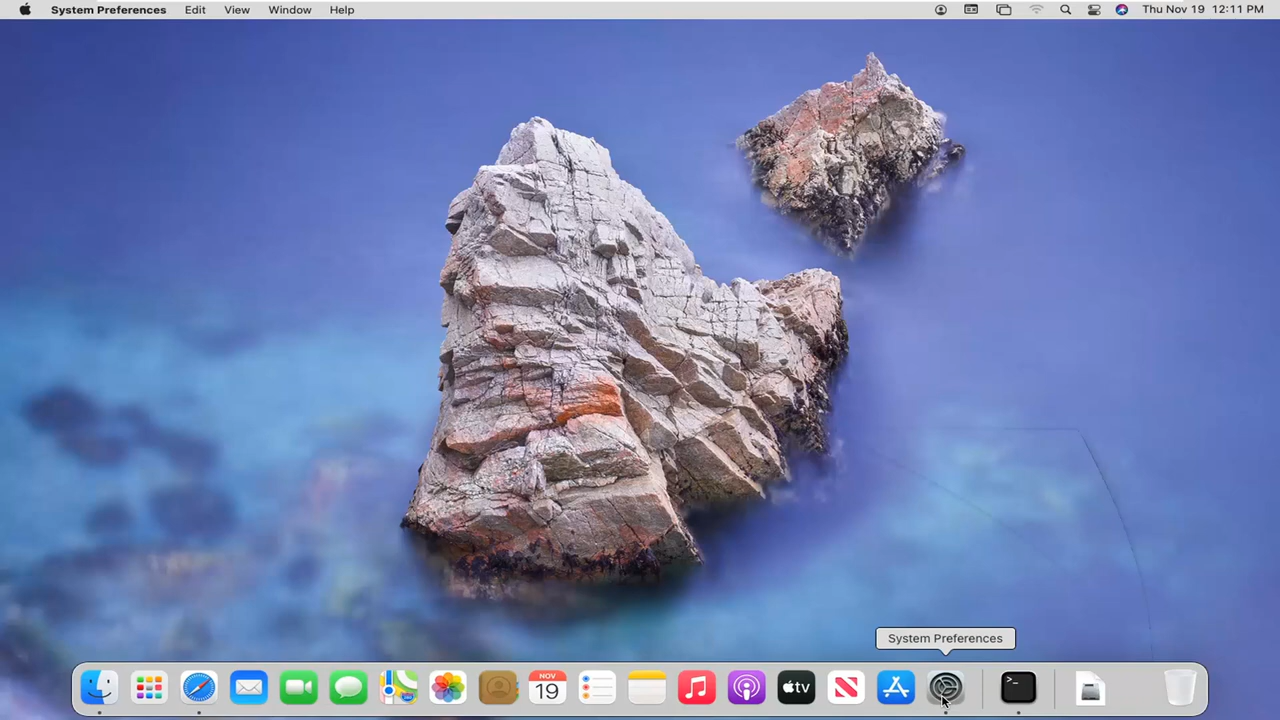 System Preferences Edit View Window Help Thu Nov 19 12:11 PM
System Preferences
NOV
19
tv
>_